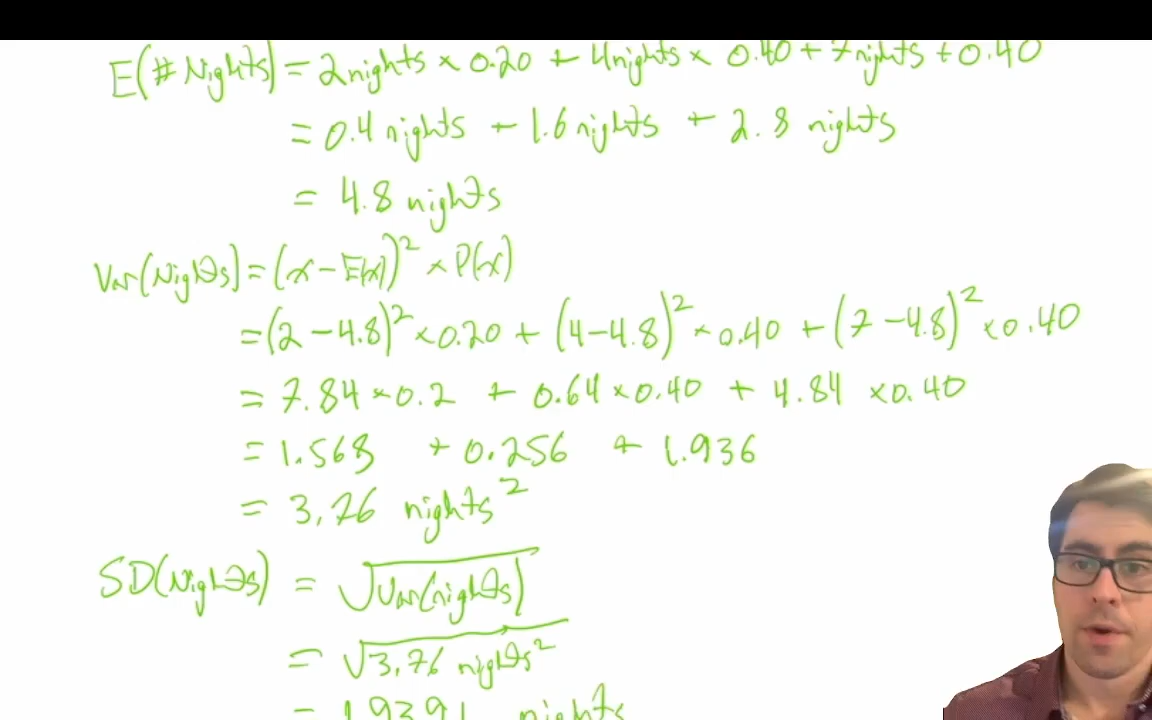 E(# Nights) = 2 nights × 0.20 + 4 nights × 0.40 + 7 nights + 0.40
= 0.4 nights + 1.6 nights + 2.8 nights
= 4.8 nights
Var(Nights) = (x - E(x))² × P(x)
= (2 - 4.8)² × 0.20 + (4 - 4.8)² × 0.40 + (7 - 4.8)² × 0.40
= 7.84 × 0.2 + 0.64 × 0.40 + 4.84 × 0.40
= 1.568 + 0.256 + 1.936
= 3.76 nights²
SD(Nights) = √Var(nights)
= √3.76 nights²
= 1.9391 nights